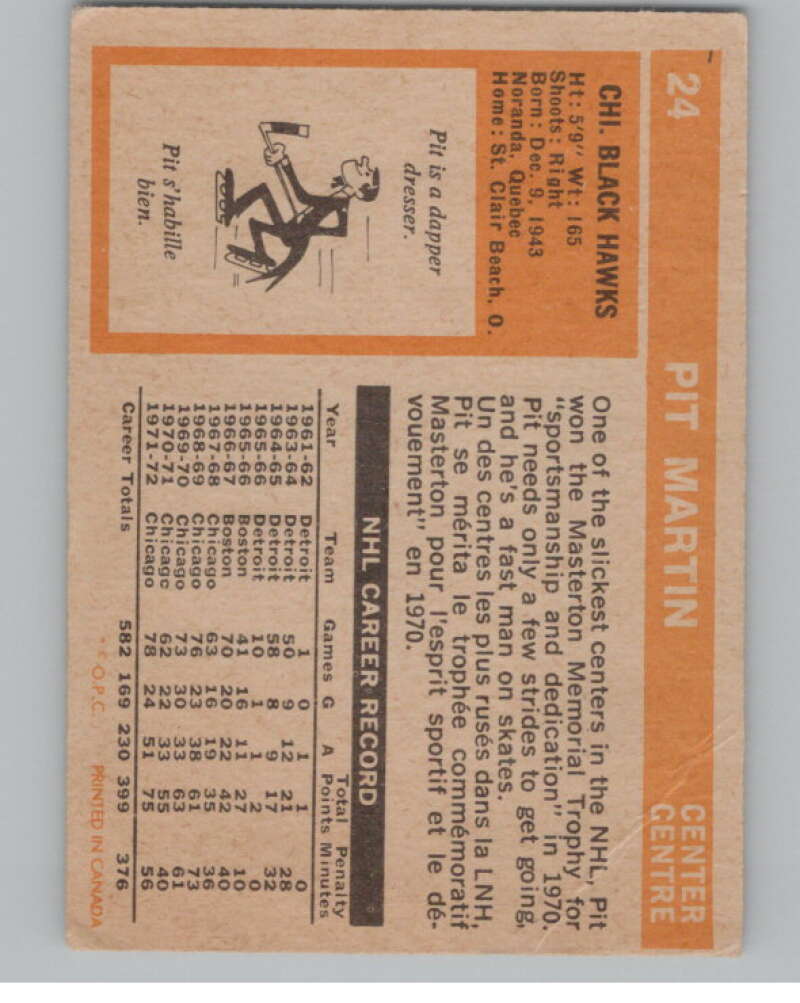 24 PIT MARTIN CENTER
CENTRE
CHI. BLACK HAWKS
Ht: 5'9" Wt: 165
Shoots: Right
Born: Dec. 9, 1943
Noranda, Quebec
Home: St. Clair Beach, O.
Pit is a dapper
dresser.
Pit s'habille
bien.
One of the slickest centers in the NHL, Pit
won the Masterton Memorial Trophy for
"sportsmanship and dedication" in 1970.
Pit needs only a few strides to get going,
and he's a fast man on skates.
Un des centres les plus rusés dans la LNH,
Pit se mérita le trophée commémoratif
Masterton pour l'esprit sportif et le dé-
vouement" en 1970.
NHL CAREER RECORD
Total Penalty
Year Team Games G A Points Minutes
1961-62 Detroit 1 0 1 1 0
1963-64 Detroit 50 9 12 21 28
1964-65 Detroit 58 8 9 17 32
1965-66 Detroit 10 1 1 2 0
1965-66 Boston 41 16 11 27 10
1966-67 Boston 70 20 22 42 40
1967-68 Chicago 63 16 19 35 36
1968-69 Chicago 76 23 38 61 73
1969-70 Chicago 73 30 33 63 61
1970-71 Chicago 62 22 33 55 40
1971-72 Chicago 78 24 51 75 56
Career Totals 582 169 230 399 376
* © O.P.C. PRINTED IN CANADA